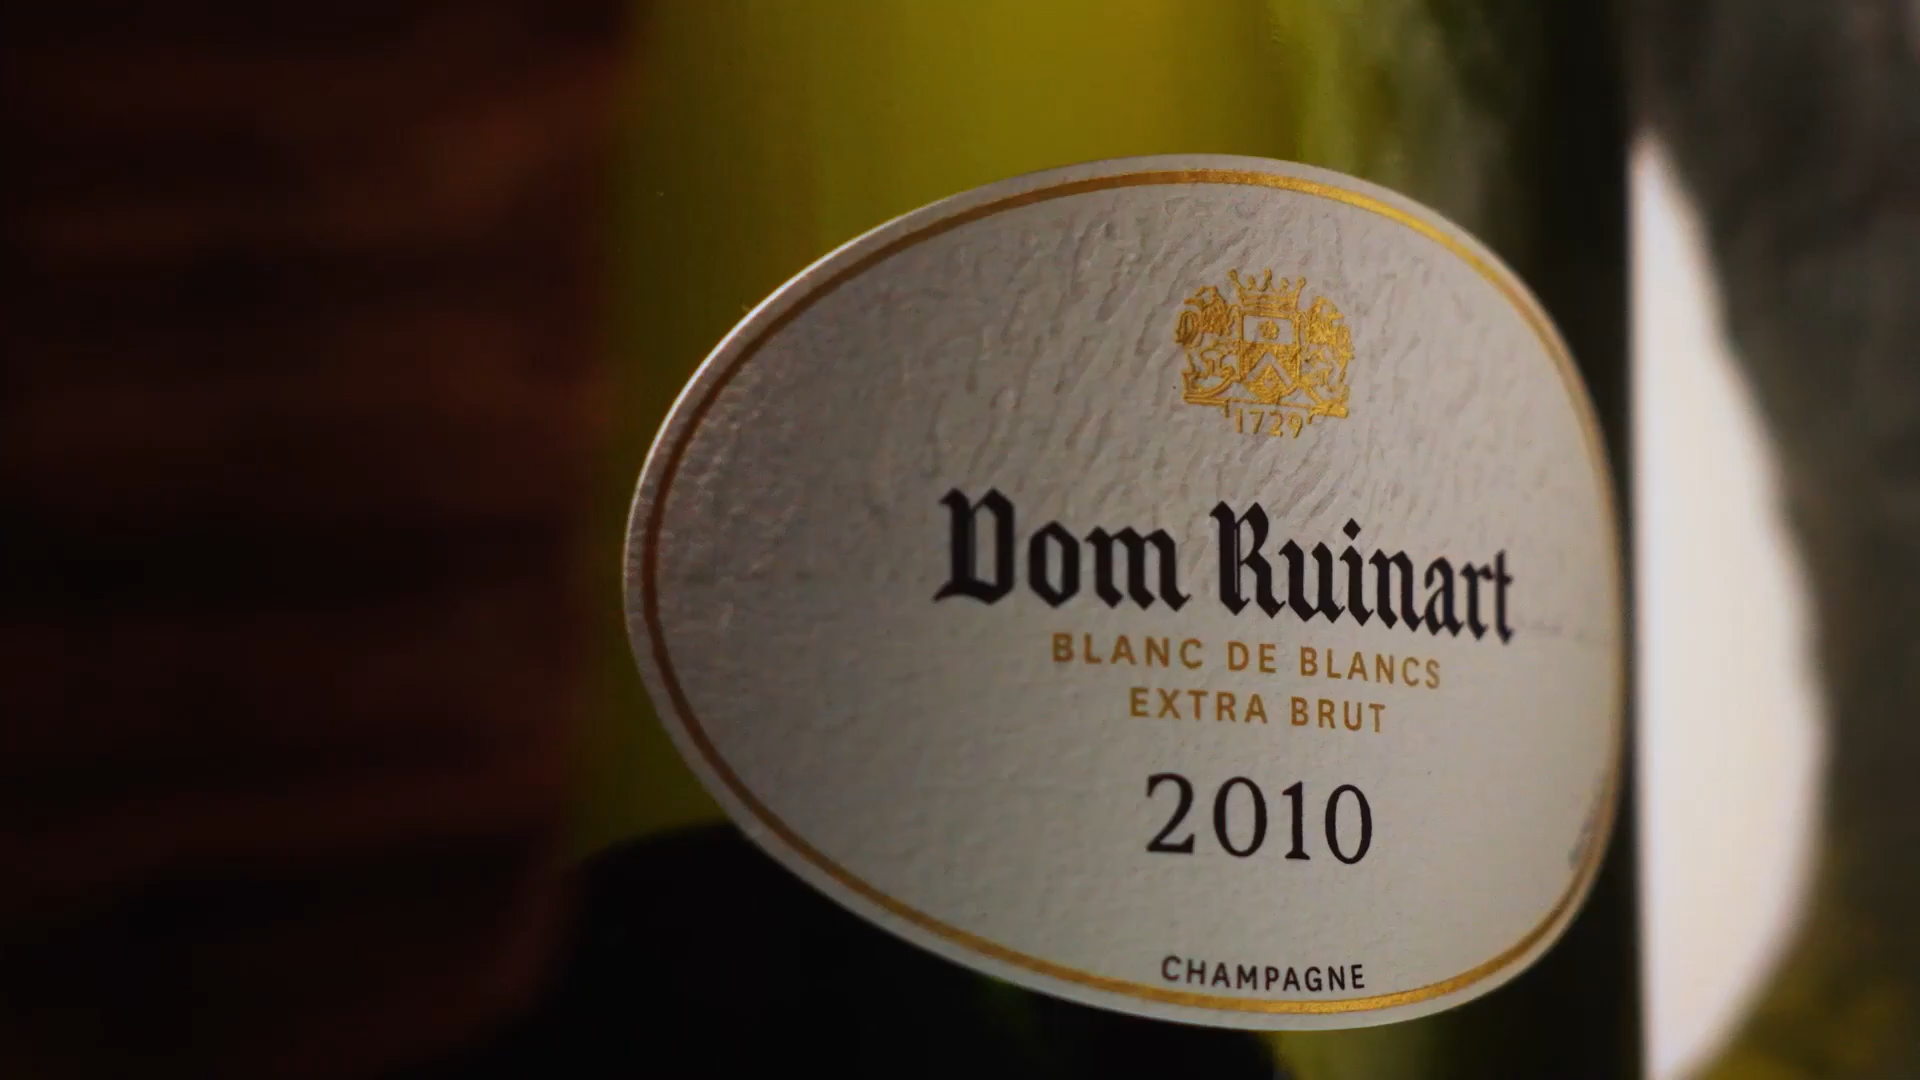 1729
Dom Ruinart
BLANC DE BLANCS
EXTRA BRUT
2010
CHAMPAGNE